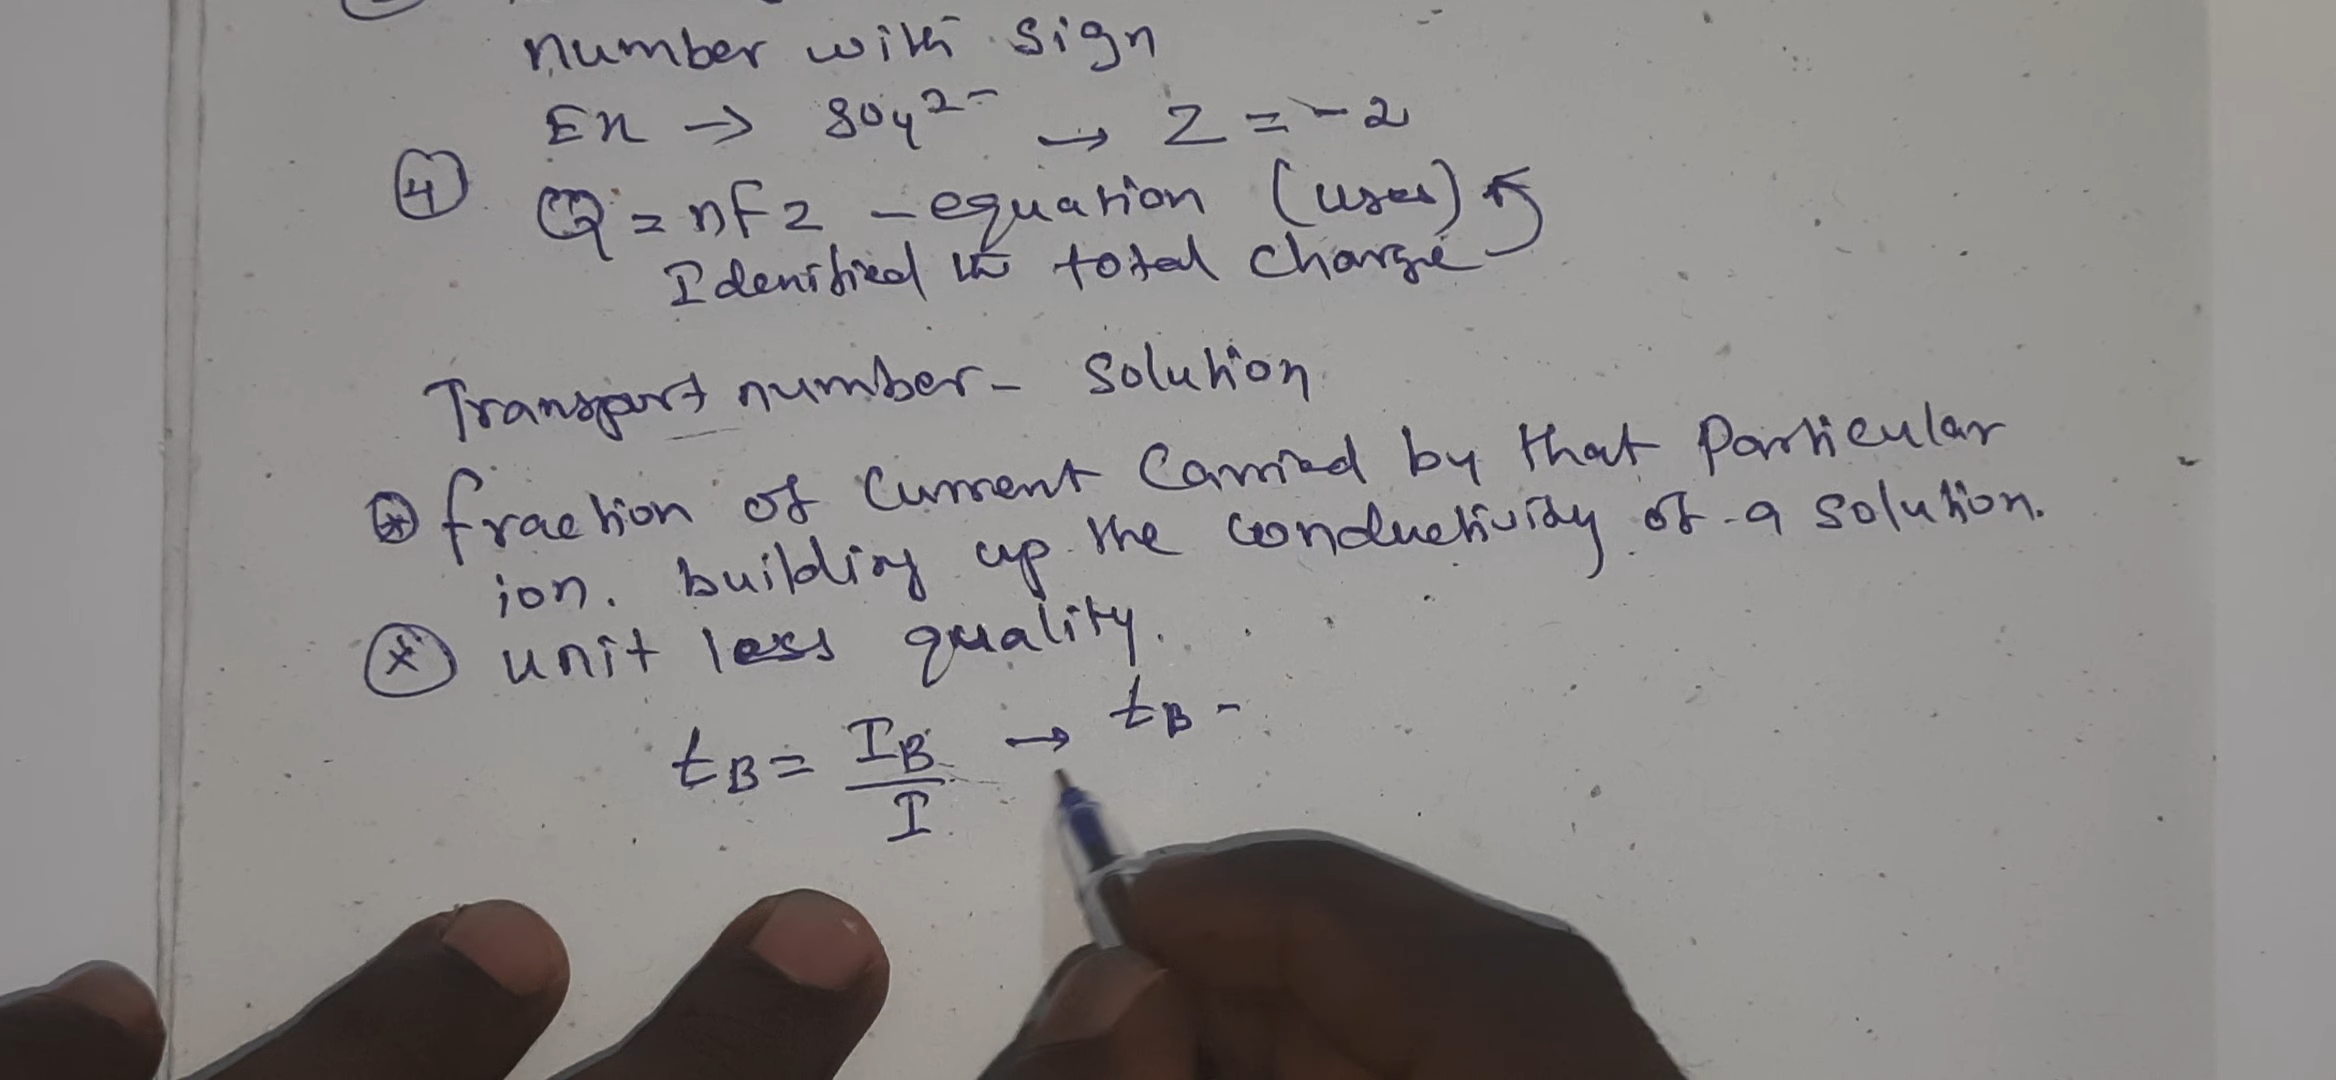 number with sign
Ex → SO4 2- → Z = -2
④ Q = nFz - equation (uses)
Identified in total charge
Transport number - Solution
fraction of current Carried by that Particular
ion. building up the conductivity of a solution.
unit less quality.
tB = IB / I → tB -